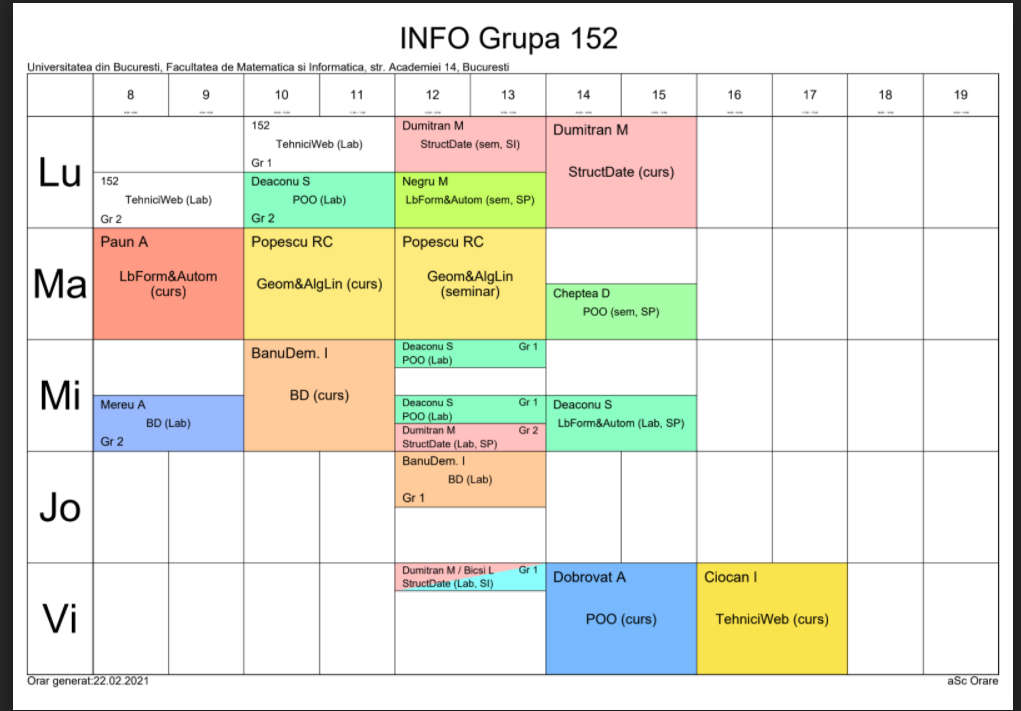 INFO Grupa 152
Universitatea din Bucuresti, Facultatea de Matematica si Informatica, str. Academiei 14, Bucuresti
8 9 10 11 12 13 14 15 16 17 18 19
Lu
152
TehniciWeb (Lab)
Gr 2
152
TehniciWeb (Lab)
Gr 1
Deaconu S
POO (Lab)
Gr 2
Dumitran M
StructDate (sem, SI)
Negru M
LbForm&Autom (sem, SP)
Dumitran M
StructDate (curs)
Ma
Paun A
LbForm&Autom
(curs)
Popescu RC
Geom&AlgLin (curs)
Popescu RC
Geom&AlgLin
(seminar)
Cheptea D
POO (sem, SP)
Mi
Mereu A
BD (Lab)
Gr 2
BanuDem. I
BD (curs)
Deaconu S Gr 1
POO (Lab)
Deaconu S Gr 1
POO (Lab)
Dumitran M Gr 2
StructDate (Lab, SP)
Deaconu S
LbForm&Autom (Lab, SP)
Jo
BanuDem. I
BD (Lab)
Gr 1
Vi
Dumitran M / Bicsi L Gr 1
StructDate (Lab, SI)
Dobrovat A
POO (curs)
Ciocan I
TehniciWeb (curs)
Orar generat:22.02.2021
aSc Orare